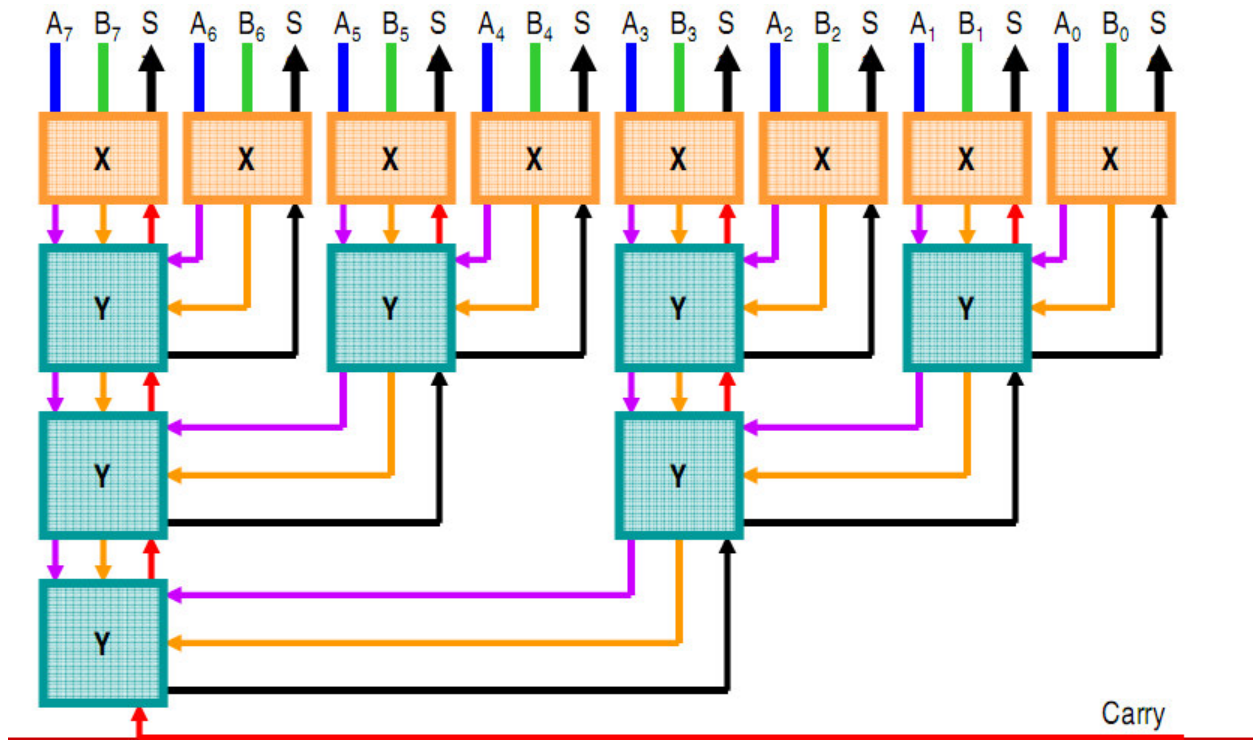 A₇ B₇ S A₆ B₆ S A₅ B₅ S A₄ B₄ S A₃ B₃ S A₂ B₂ S A₁ B₁ S A₀ B₀ S
X X X X X X X X
Y Y Y Y
Y Y
Y
Carry